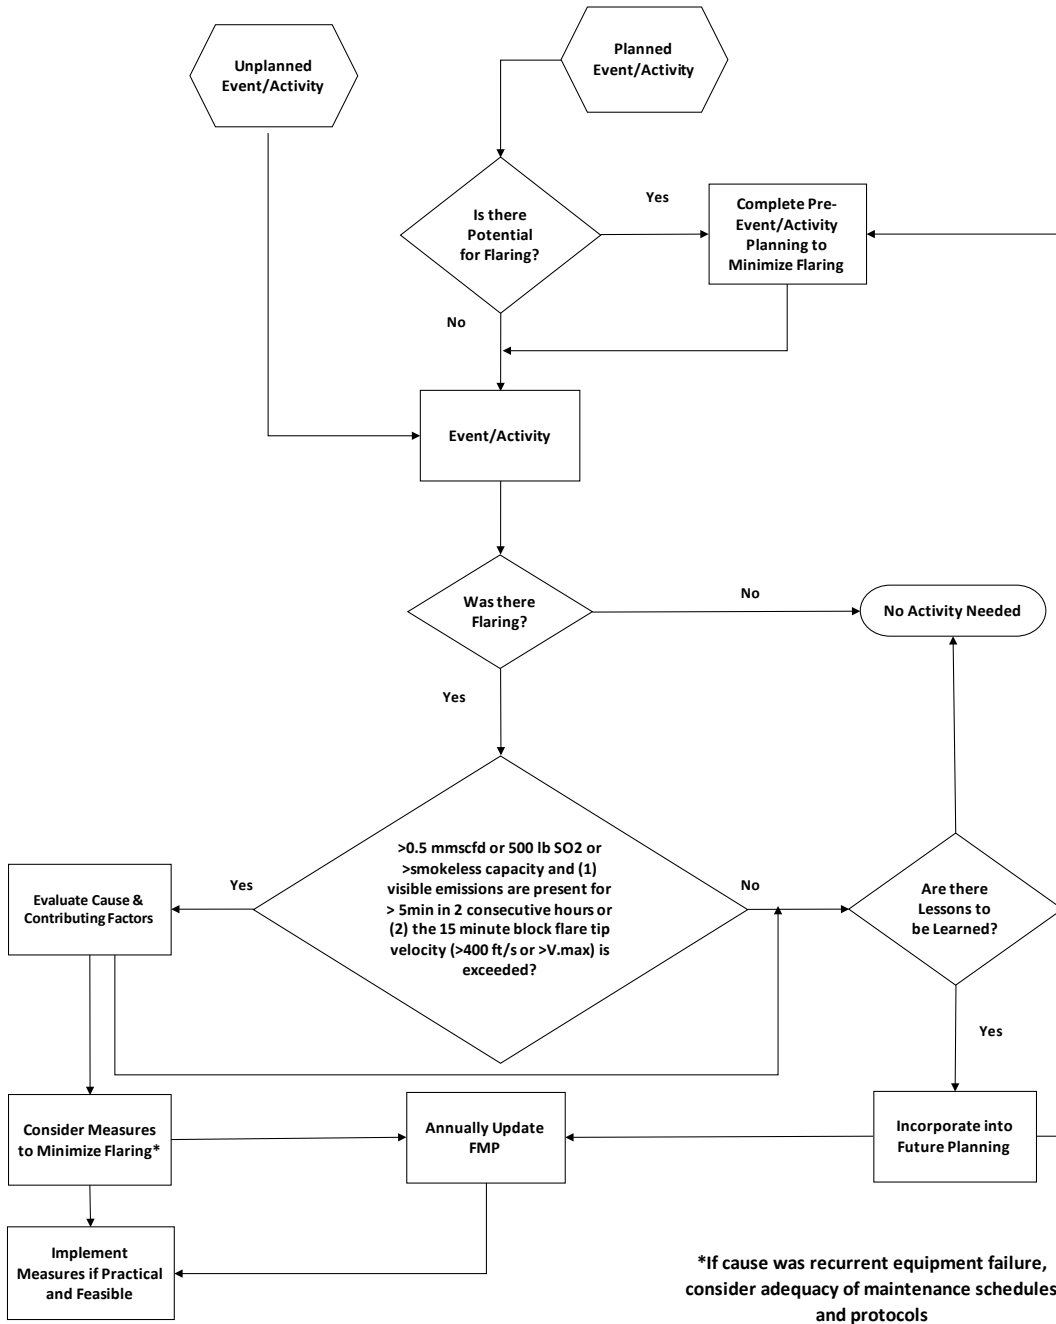 Unplanned
Event/Activity
Planned
Event/Activity
Is there
Potential
for Flaring?
Yes
Complete Pre-
Event/Activity
Planning to
Minimize Flaring
No
Event/Activity
Was there
Flaring?
No
No Activity Needed
Yes
>0.5 mmscfd or 500 lb SO2 or
>smokeless capacity and (1)
visible emissions are present for
> 5min in 2 consecutive hours or
(2) the 15 minute block flare tip
velocity (>400 ft/s or >V.max) is
exceeded?
Yes
No
Evaluate Cause &
Contributing Factors
Are there
Lessons to
be Learned?
Yes
Consider Measures
to Minimize Flaring*
Annually Update
FMP
Incorporate into
Future Planning
Implement
Measures if Practical
and Feasible
*If cause was recurrent equipment failure,
consider adequacy of maintenance schedules
and protocols